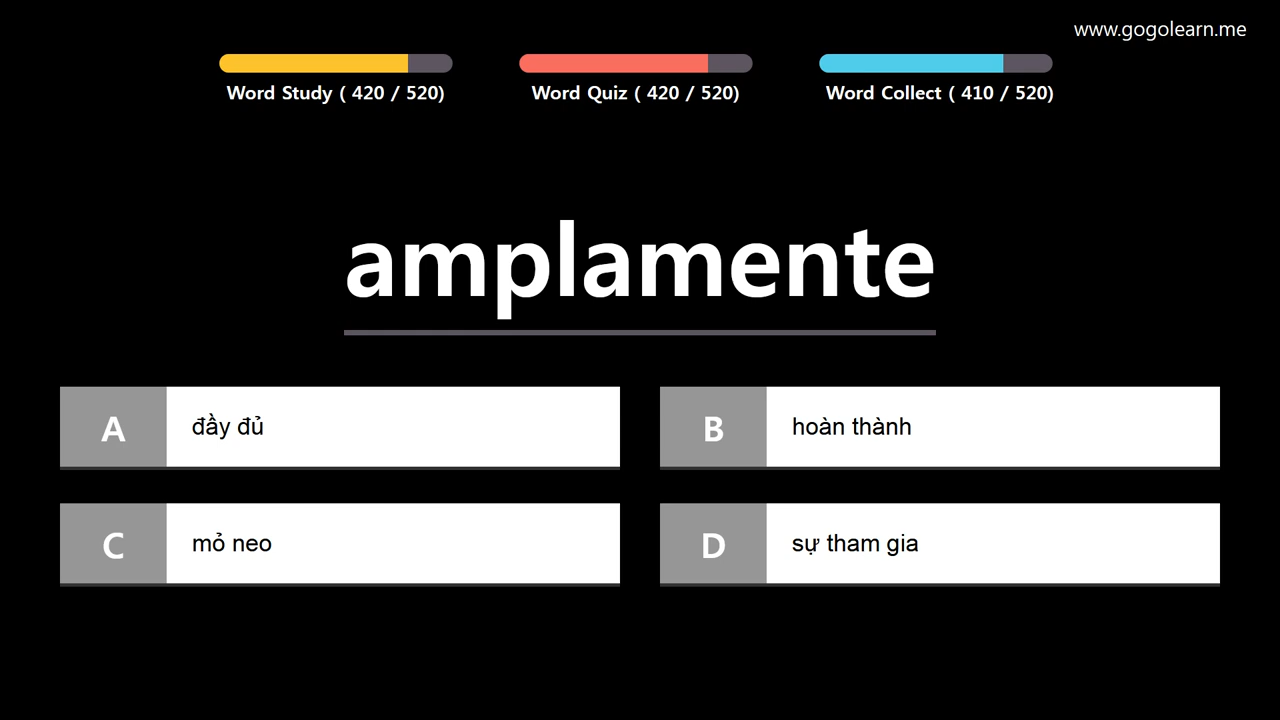 www.gogolearn.me
Word Study ( 420 / 520)
Word Quiz ( 420 / 520)
Word Collect ( 410 / 520)
amplamente
A đầy đủ
B hoàn thành
C mỏ neo
D sự tham gia